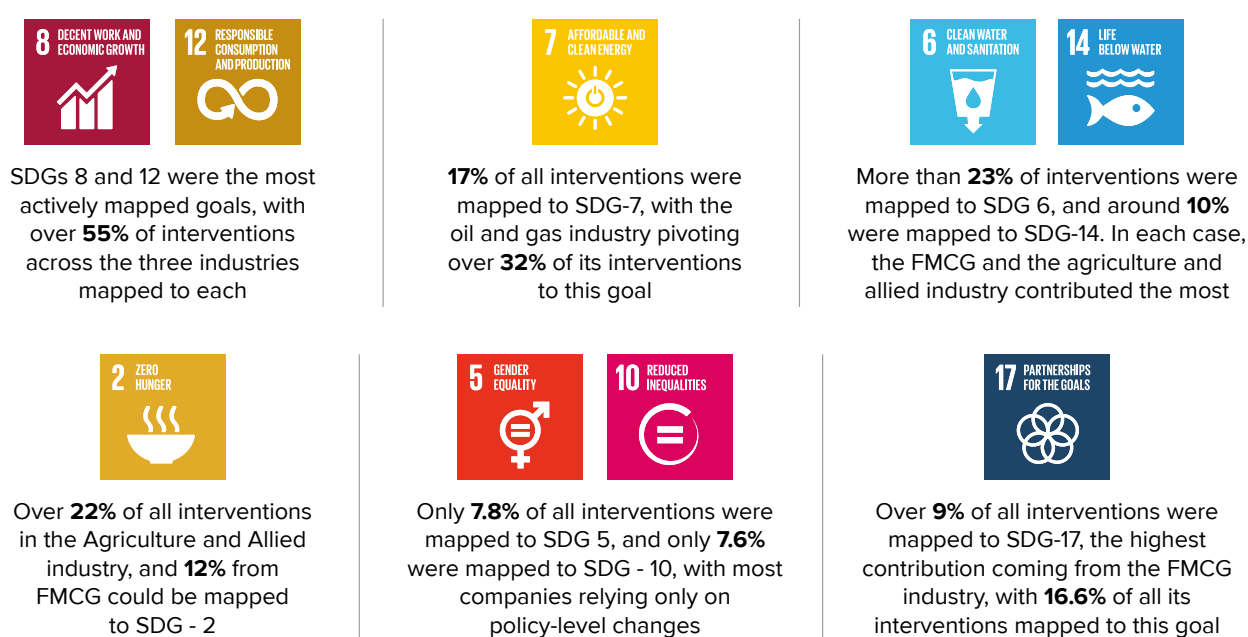 8 DECENT WORK AND
ECONOMIC GROWTH
12 RESPONSIBLE
CONSUMPTION
AND PRODUCTION
SDGs 8 and 12 were the most
actively mapped goals, with
over 55% of interventions
across the three industries
mapped to each
7 AFFORDABLE AND
CLEAN ENERGY
17% of all interventions were
mapped to SDG-7, with the
oil and gas industry pivoting
over 32% of its interventions
to this goal
6 CLEAN WATER
AND SANITATION
14 LIFE
BELOW WATER
More than 23% of interventions were
mapped to SDG 6, and around 10%
were mapped to SDG-14. In each case,
the FMCG and the agriculture and
allied industry contributed the most
2 ZERO
HUNGER
Over 22% of all interventions
in the Agriculture and Allied
industry, and 12% from
FMCG could be mapped
to SDG - 2
5 GENDER
EQUALITY
10 REDUCED
INEQUALITIES
Only 7.8% of all interventions were
mapped to SDG 5, and only 7.6%
were mapped to SDG - 10, with most
companies relying only on
policy-level changes
17 PARTNERSHIPS
FOR THE GOALS
Over 9% of all interventions were
mapped to SDG-17, the highest
contribution coming from the FMCG
industry, with 16.6% of all its
interventions mapped to this goal